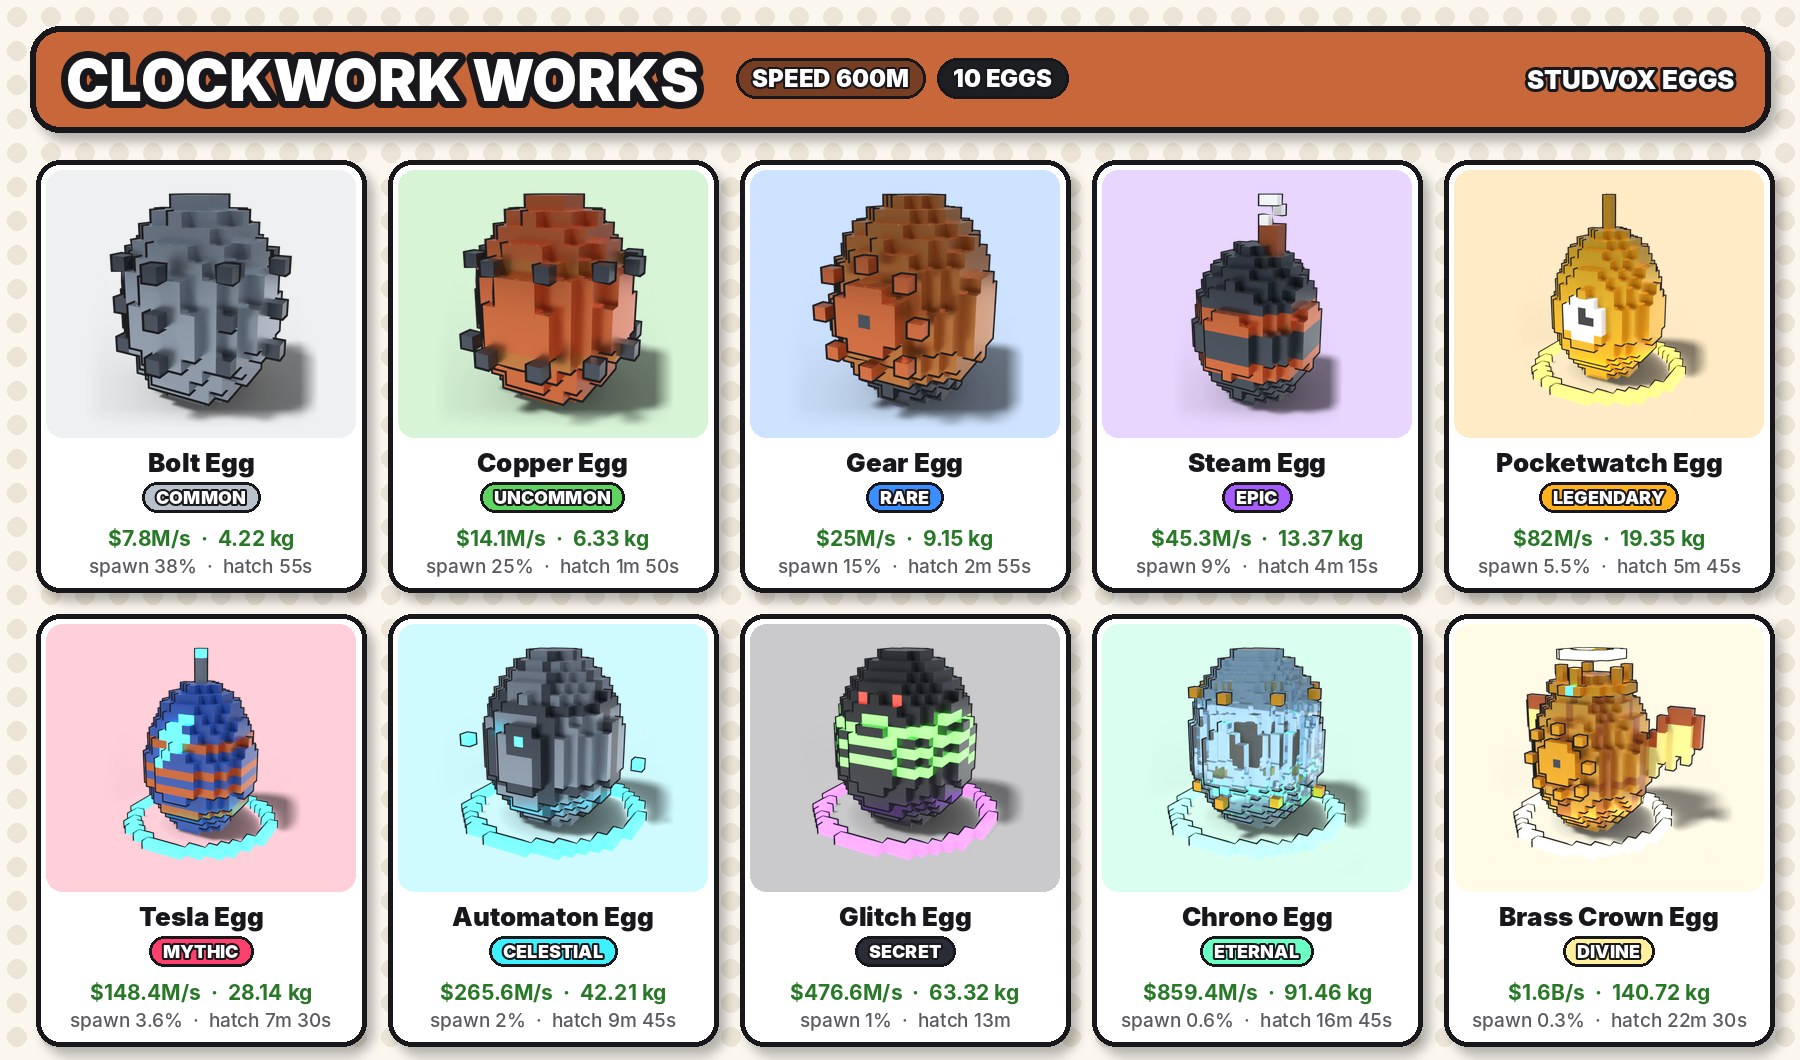 CLOCKWORK WORKS
SPEED 600M
10 EGGS
STUDVOX EGGS
Bolt Egg
COMMON
$7.8M/s · 4.22 kg
spawn 38% · hatch 55s
Copper Egg
UNCOMMON
$14.1M/s · 6.33 kg
spawn 25% · hatch 1m 50s
Gear Egg
RARE
$25M/s · 9.15 kg
spawn 15% · hatch 2m 55s
Steam Egg
EPIC
$45.3M/s · 13.37 kg
spawn 9% · hatch 4m 15s
Pocketwatch Egg
LEGENDARY
$82M/s · 19.35 kg
spawn 5.5% · hatch 5m 45s
Tesla Egg
MYTHIC
$148.4M/s · 28.14 kg
spawn 3.6% · hatch 7m 30s
Automaton Egg
CELESTIAL
$265.6M/s · 42.21 kg
spawn 2% · hatch 9m 45s
Glitch Egg
SECRET
$476.6M/s · 63.32 kg
spawn 1% · hatch 13m
Chrono Egg
ETERNAL
$859.4M/s · 91.46 kg
spawn 0.6% · hatch 16m 45s
Brass Crown Egg
DIVINE
$1.6B/s · 140.72 kg
spawn 0.3% · hatch 22m 30s